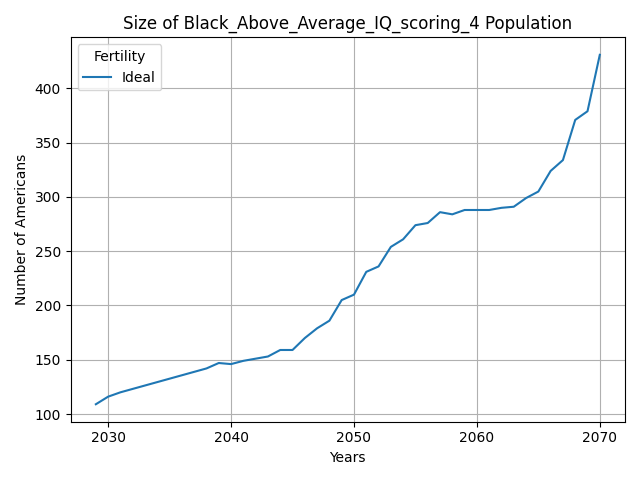 Size of Black_Above_Average_IQ_scoring_4 Population
Fertility
Ideal
Number of Americans
400
350
300
250
200
150
100
2030 2040 2050 2060 2070
Years